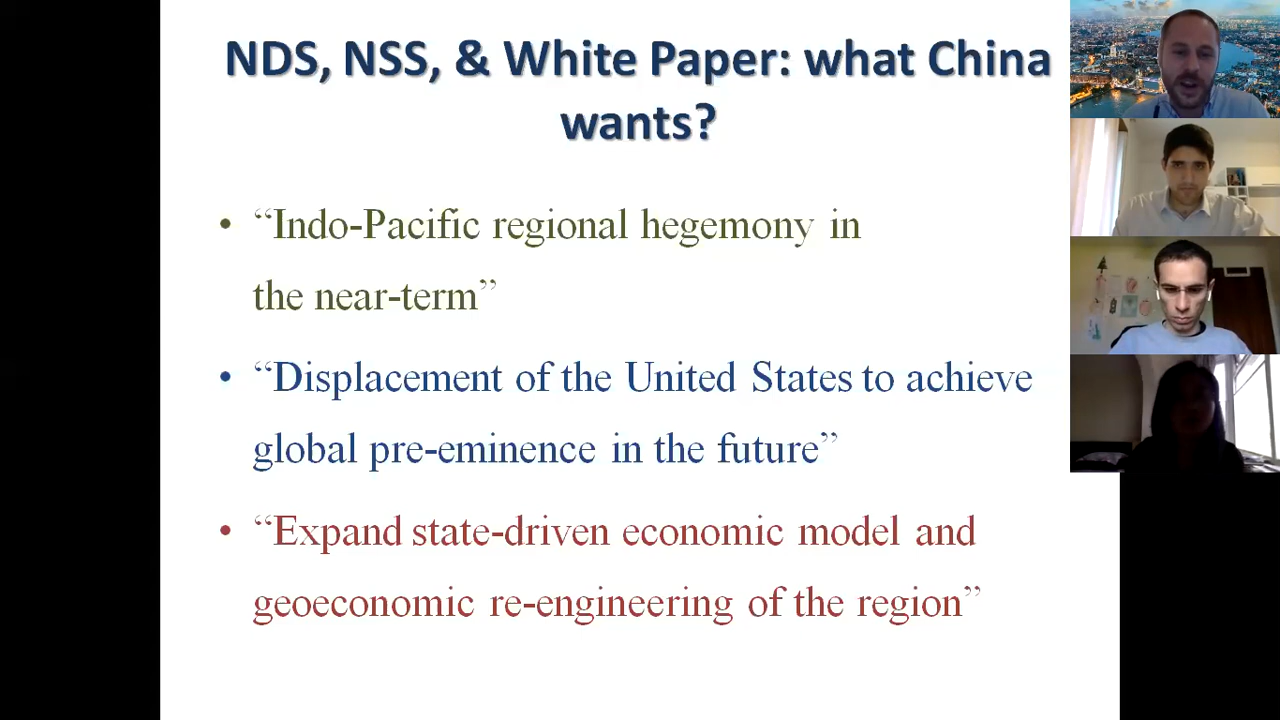 NDS, NSS, & White Paper: what China
wants?
• “Indo-Pacific regional hegemony in
the near-term”
• “Displacement of the United States to achieve
global pre-eminence in the future”
• “Expand state-driven economic model and
geoeconomic re-engineering of the region”